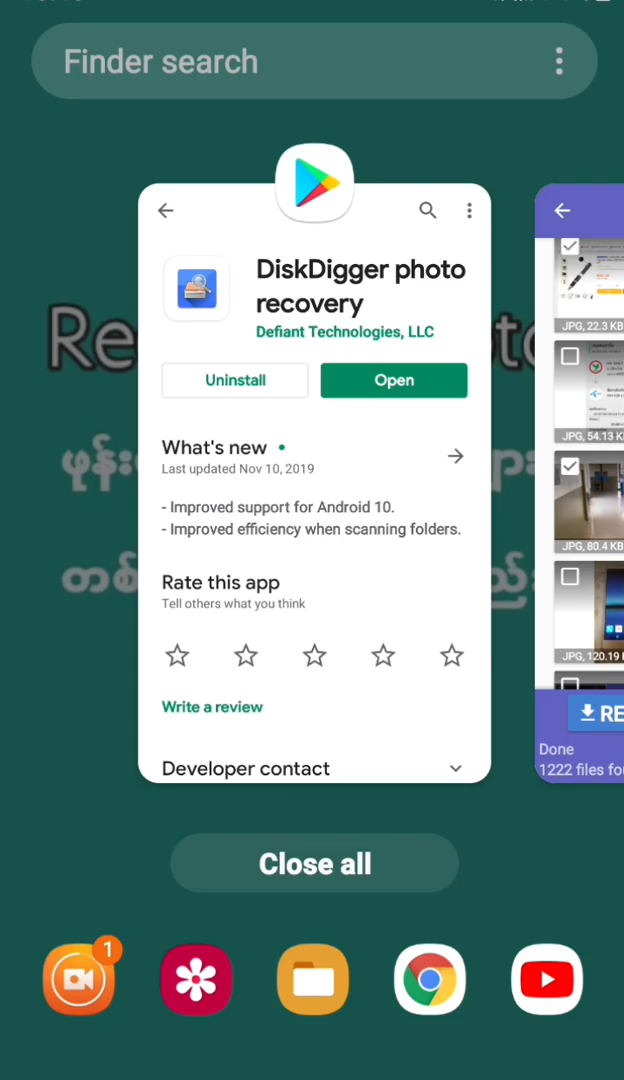 Finder search
DiskDigger photo
recovery
Defiant Technologies, LLC
Uninstall
Open
What's new
Last updated Nov 10, 2019
- Improved support for Android 10.
- Improved efficiency when scanning folders.
Rate this app
Tell others what you think
Write a review
Developer contact
JPG, 22.3 KB
JPG, 54.13 K
JPG, 80.4 KB
JPG, 120.19
RE
Done
1222 files fo
Close all
1